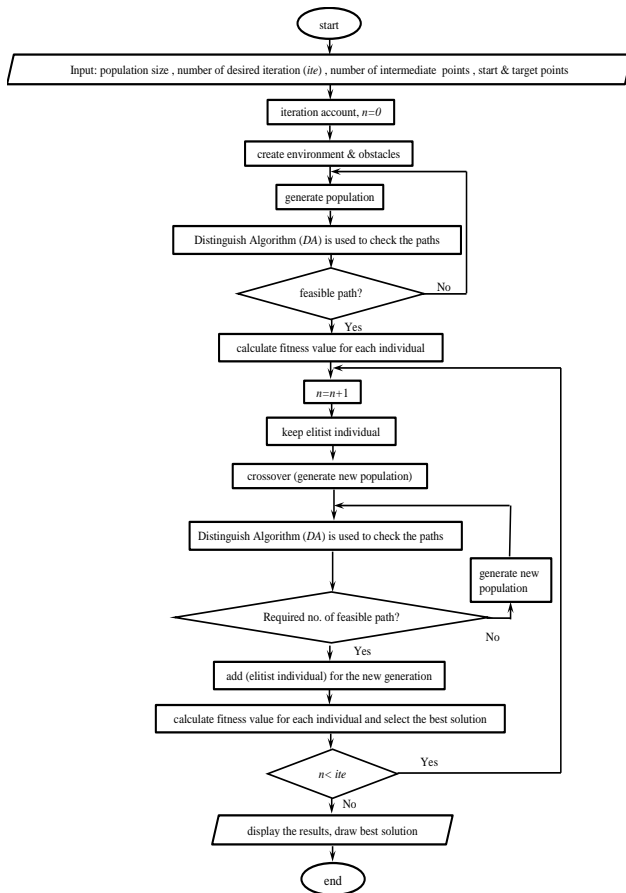 start
Input: population size , number of desired iteration (ite) , number of intermediate points , start & target points
iteration account, n=0
create environment & obstacles
generate population
Distinguish Algorithm (DA) is used to check the paths
feasible path?
No
Yes
calculate fitness value for each individual
n=n+1
keep elitist individual
crossover (generate new population)
Distinguish Algorithm (DA) is used to check the paths
generate new
population
Required no. of feasible path?
No
Yes
add (elitist individual) for the new generation
calculate fitness value for each individual and select the best solution
n< ite
Yes
No
display the results, draw best solution
end